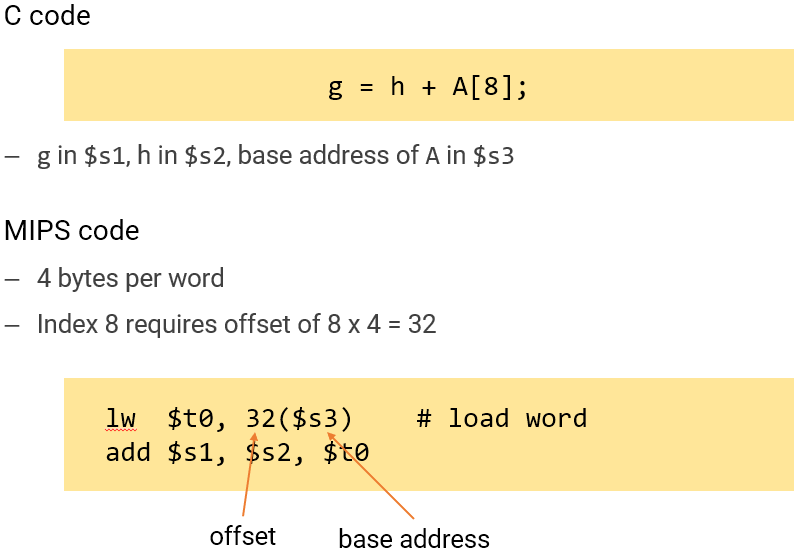 C code
g = h + A[8];
– g in $s1, h in $s2, base address of A in $s3
MIPS code
– 4 bytes per word
– Index 8 requires offset of 8 x 4 = 32
lw  $t0, 32($s3)    # load word
add $s1, $s2, $t0
offset
base address